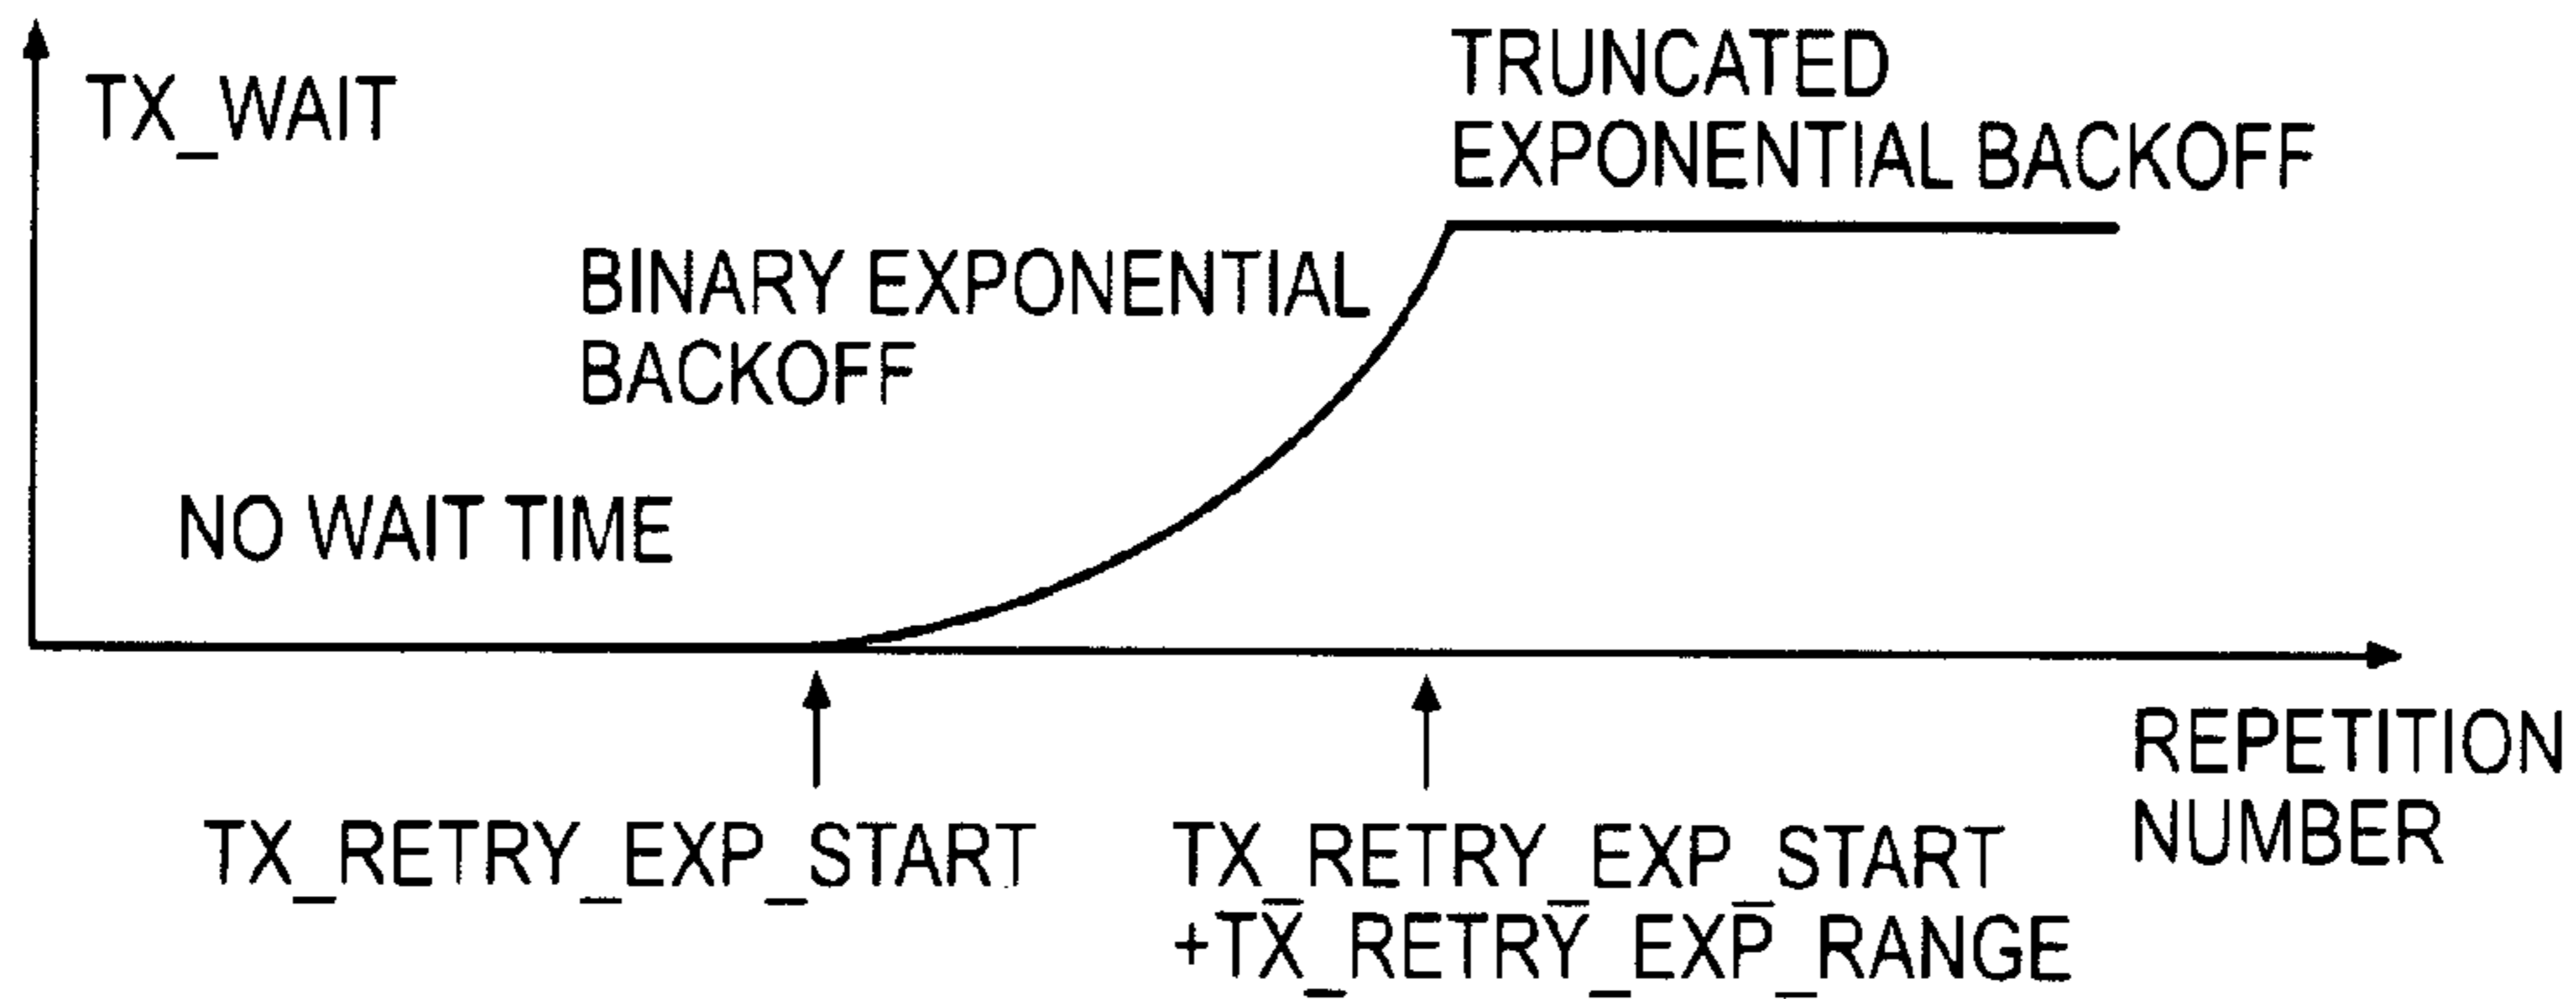 TX_WAIT
TRUNCATED
EXPONENTIAL BACKOFF
BINARY EXPONENTIAL
BACKOFF
NO WAIT TIME
TX_RETRY_EXP_START
TX_RETRY_EXP_START
+TX_RETRY_EXP_RANGE
REPETITION
NUMBER